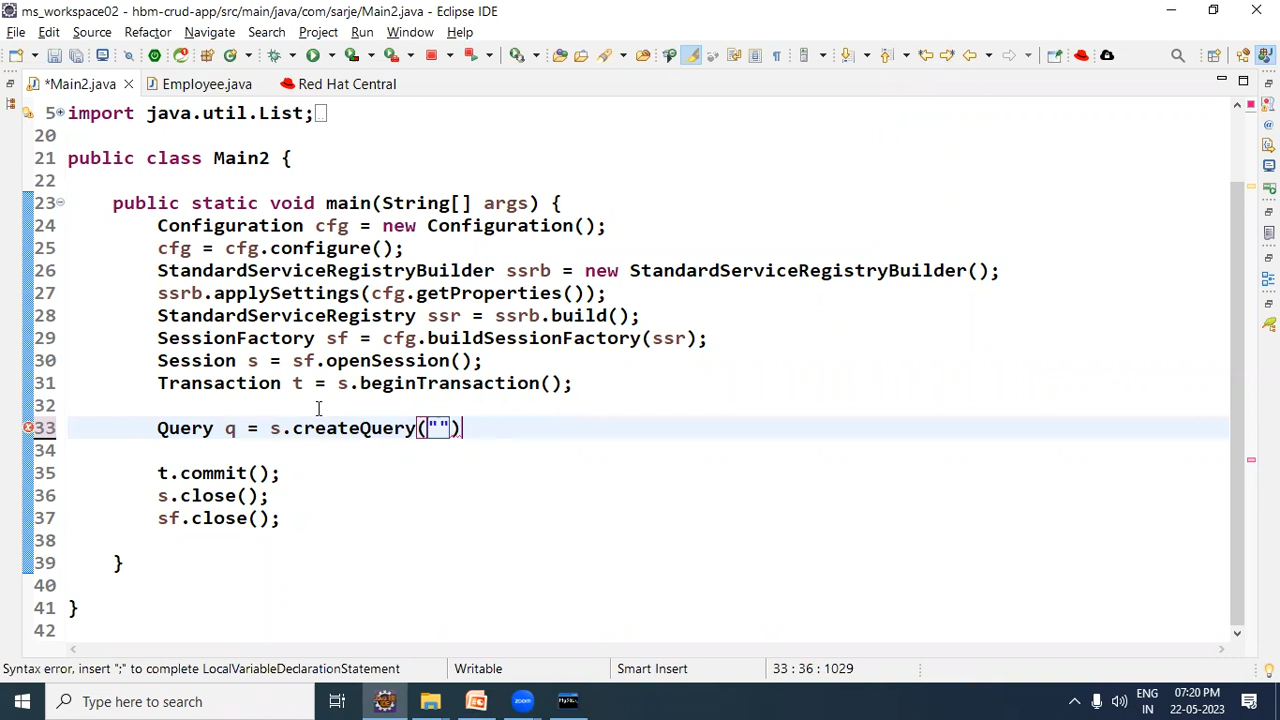 ms_workspace02 - hbm-crud-app/src/main/java/com/sarje/Main2.java - Eclipse IDE
File Edit Source Refactor Navigate Search Project Run Window Help
*Main2.java Employee.java Red Hat Central
5 import java.util.List;
20
21 public class Main2 {
22
23 public static void main(String[] args) {
24 Configuration cfg = new Configuration();
25 cfg = cfg.configure();
26 StandardServiceRegistryBuilder ssrb = new StandardServiceRegistryBuilder();
27 ssrb.applySettings(cfg.getProperties());
28 StandardServiceRegistry ssr = ssrb.build();
29 SessionFactory sf = cfg.buildSessionFactory(ssr);
30 Session s = sf.openSession();
31 Transaction t = s.beginTransaction();
32
33 Query q = s.createQuery("")
34
35 t.commit();
36 s.close();
37 sf.close();
38
39 }
40
41 }
42
Syntax error, insert ";" to complete LocalVariableDeclarationStatement Writable Smart Insert 33 : 36 : 1029
Type here to search zoom ENG 07:20 PM
IN 22-05-2023